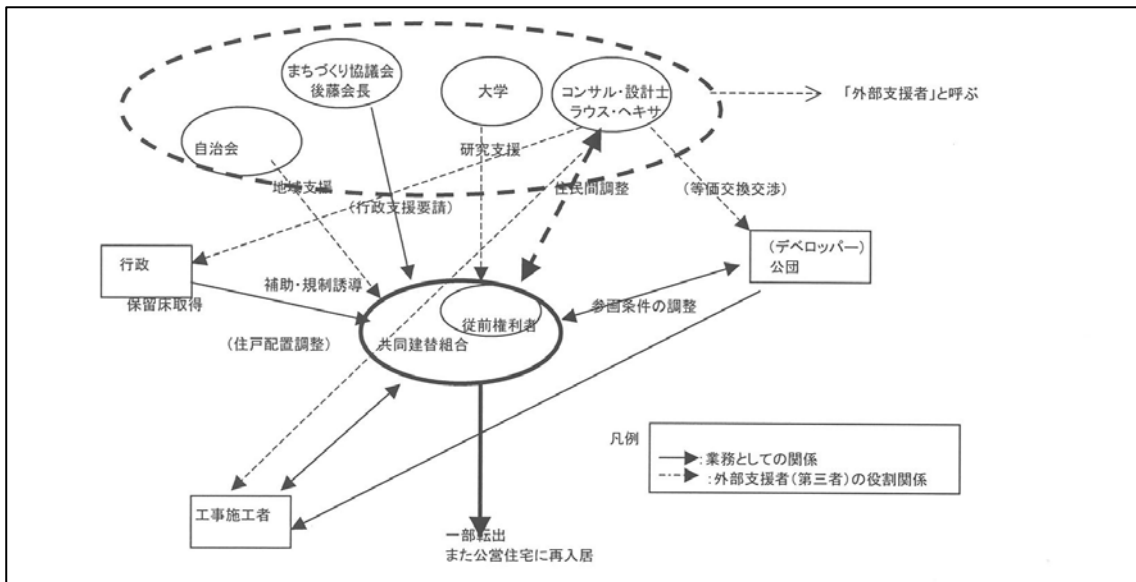 まちづくり協議会
後藤会長
大学
コンサル・設計士
ラウス・ヘキサ
「外部支援者」と呼ぶ
自治会
研究支援
地域支援
住民間調整
(等価交換交渉)
(行政支援要請)
行政
(デベロッパー)
公団
補助・規制誘導
保留床取得
参画条件の調整
従前権利者
(住戸配置調整)
共同建替組合
凡例
:業務としての関係
:外部支援者(第三者)の役割関係
工事施工者
一部転出
また公営住宅に再入居